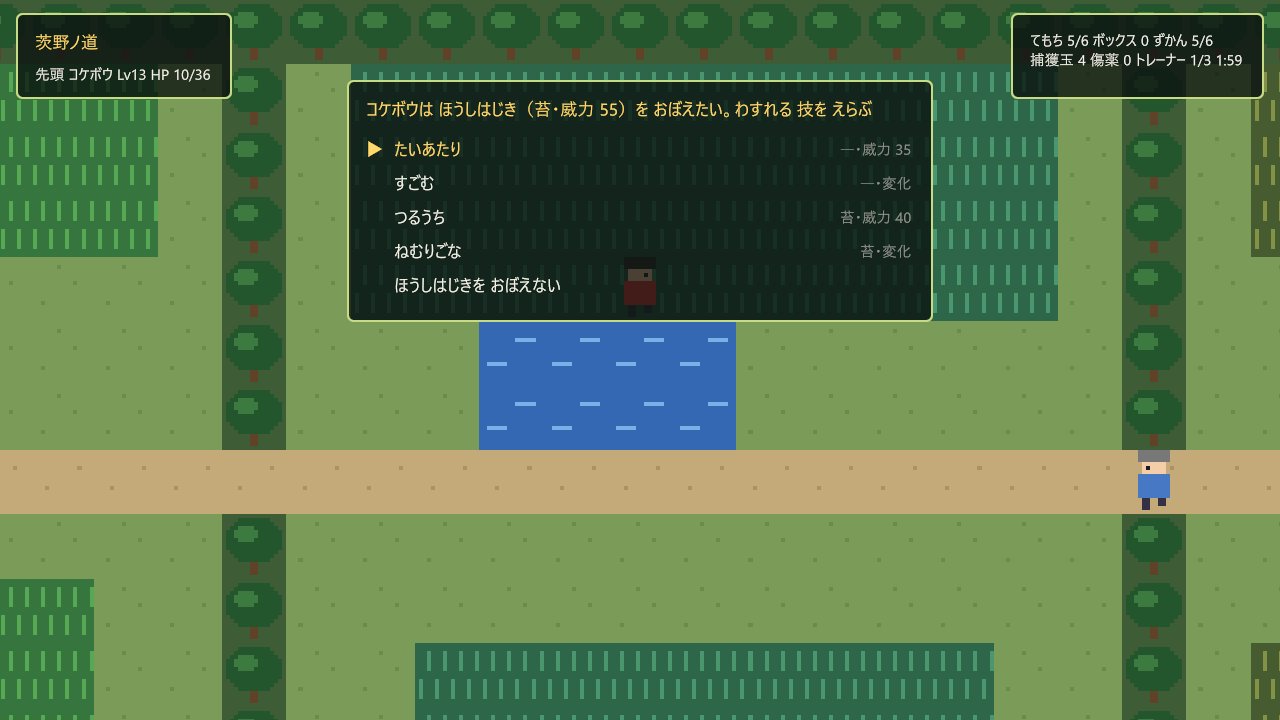 茨野ノ道
先頭 コケボウ Lv13 HP 10/36
てもち 5/6 ボックス 0 ずかん 5/6
捕獲玉 4 傷薬 0 トレーナー 1/3 1:59
コケボウは ほうしはじき（苔・威力 55）を おぼえたい。わすれる 技を えらぶ
▶ たいあたり ―・威力 35
すごむ ―・変化
つるうち 苔・威力 40
ねむりごな 苔・変化
ほうしはじきを おぼえない